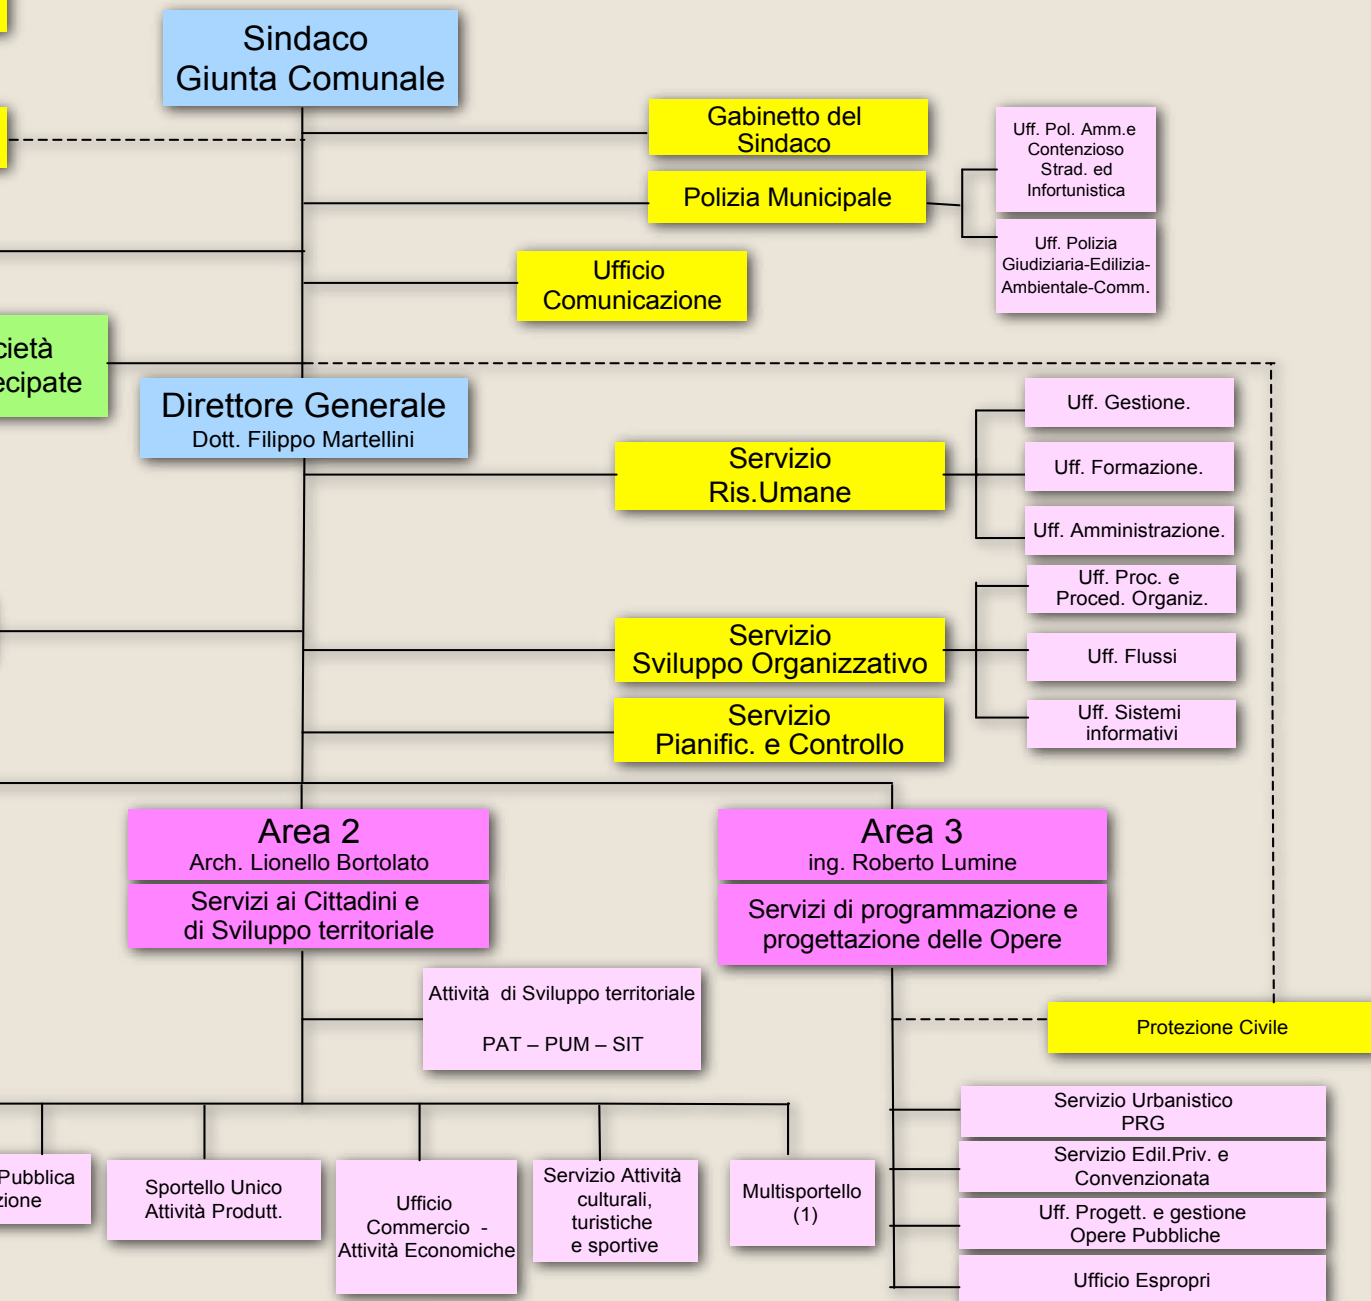 Sindaco
Giunta Comunale
Gabinetto del
Sindaco
Uff. Pol. Amm.e
Contenzioso
Strad. ed
Infortunistica
Polizia Municipale
Uff. Polizia
Giudiziaria-Edilizia-
Ambientale-Comm.
Ufficio
Comunicazione
cietà
ecipate
Direttore Generale
Dott. Filippo Martellini
Servizio
Ris.Umane
Uff. Gestione.
Uff. Formazione.
Uff. Amministrazione.
Servizio
Sviluppo Organizzativo
Uff. Proc. e
Proced. Organiz.
Uff. Flussi
Uff. Sistemi
informativi
Servizio
Pianific. e Controllo
Area 2
Arch. Lionello Bortolato
Servizi ai Cittadini e
di Sviluppo territoriale
Area 3
ing. Roberto Lumine
Servizi di programmazione e
progettazione delle Opere
Attività di Sviluppo territoriale
PAT – PUM – SIT
Protezione Civile
Pubblica
zione
Sportello Unico
Attività Produtt.
Ufficio
Commercio -
Attività Economiche
Servizio Attività
culturali,
turistiche
e sportive
Multisportello
(1)
Servizio Urbanistico
PRG
Servizio Edil.Priv. e
Convenzionata
Uff. Progett. e gestione
Opere Pubbliche
Ufficio Espropri